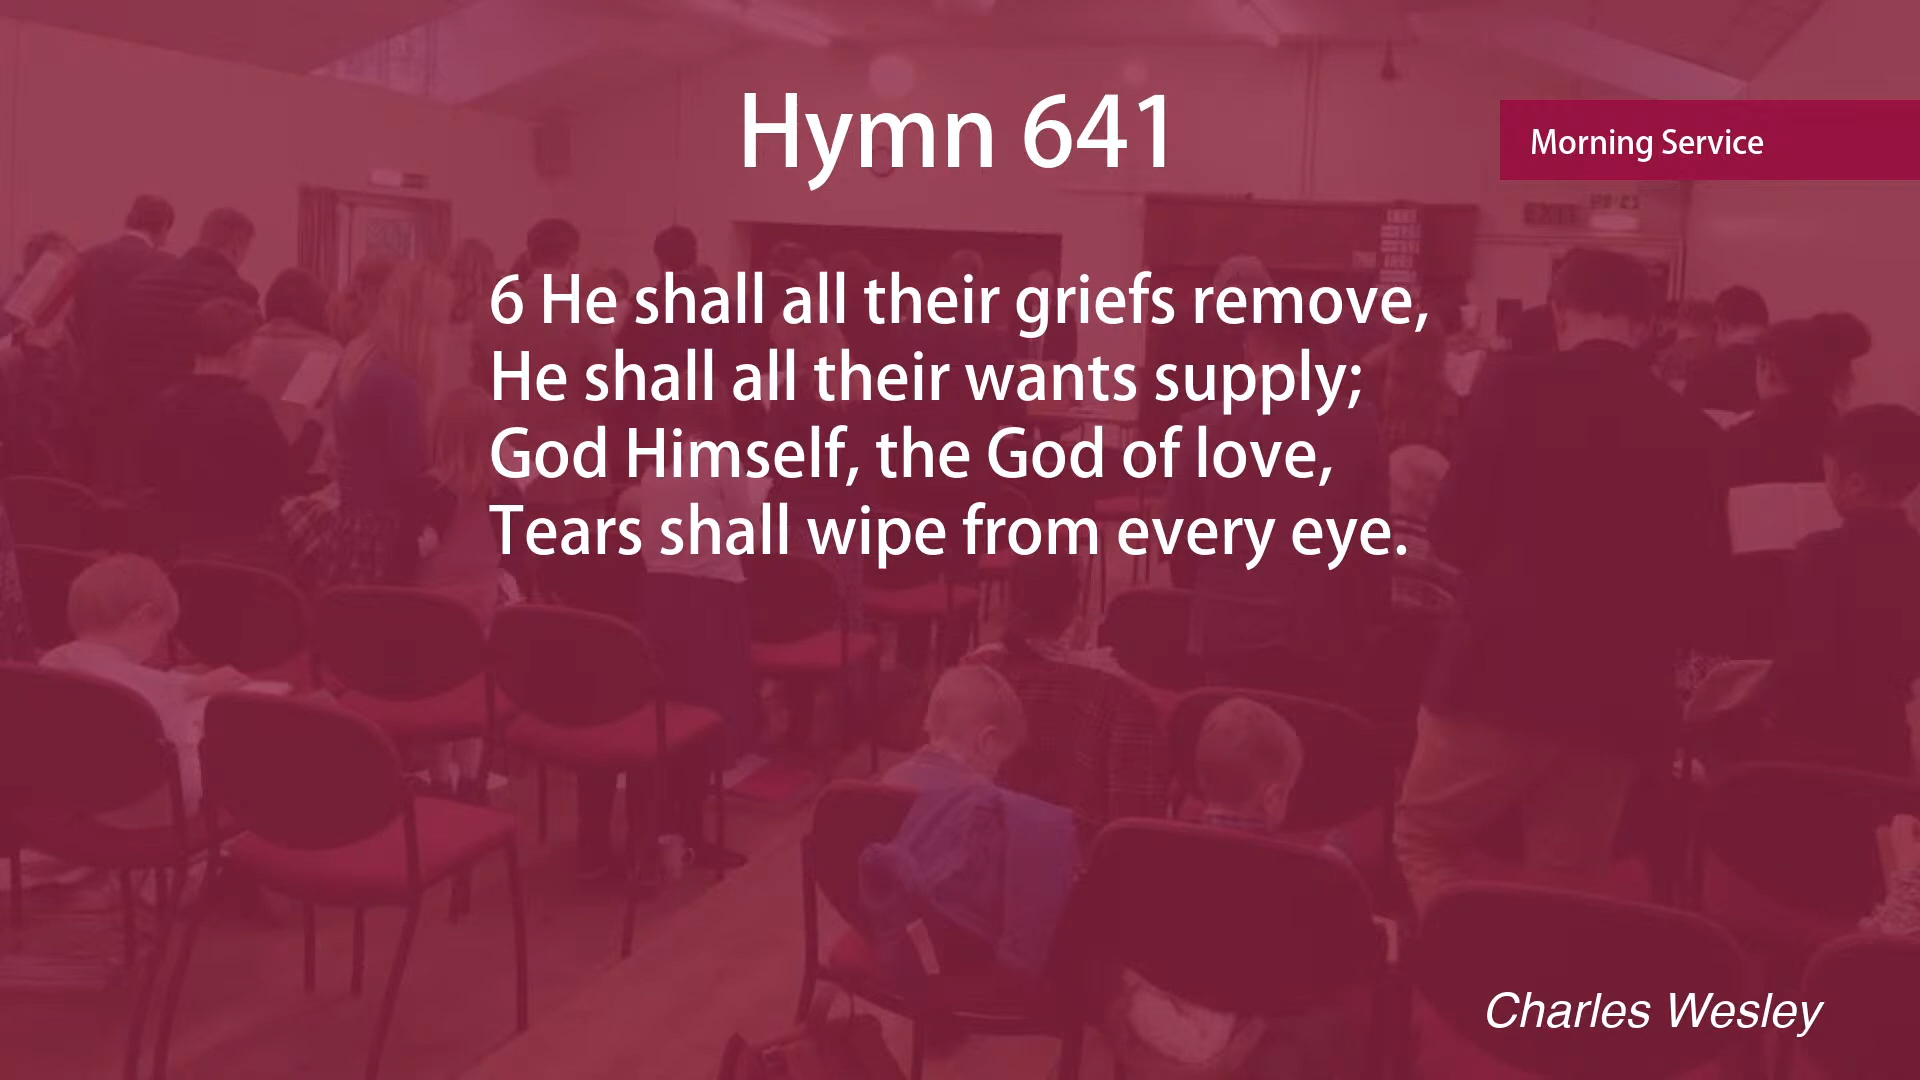 Hymn 641
Morning Service
6 He shall all their griefs remove,
He shall all their wants supply;
God Himself, the God of love,
Tears shall wipe from every eye.
Charles Wesley